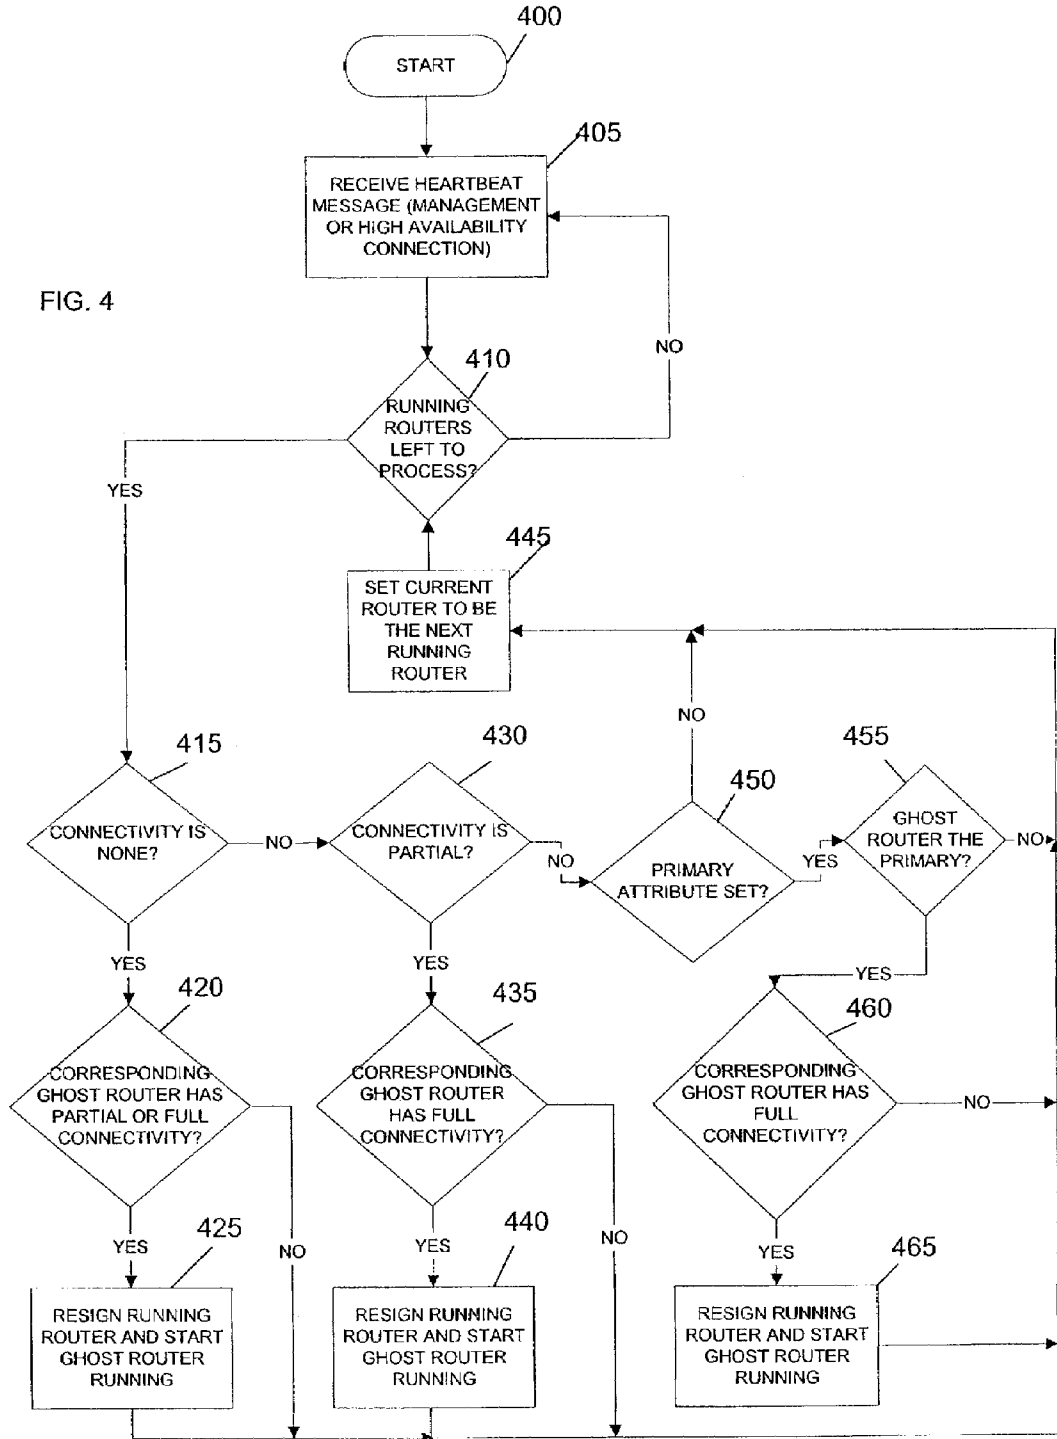 400
START
405
RECEIVE HEARTBEAT
MESSAGE (MANAGEMENT
OR HIGH AVAILABILITY
CONNECTION)
FIG. 4
NO
410
RUNNING
ROUTERS
LEFT TO
PROCESS?
YES
445
SET CURRENT
ROUTER TO BE
THE NEXT
RUNNING
ROUTER
NO
415
CONNECTIVITY IS
NONE?
NO
430
CONNECTIVITY IS
PARTIAL?
NO
450
PRIMARY
ATTRIBUTE SET?
YES
455
GHOST
ROUTER THE
PRIMARY?
NO
YES
YES
YES
420
CORRESPONDING
GHOST ROUTER HAS
PARTIAL OR FULL
CONNECTIVITY?
435
CORRESPONDING
GHOST ROUTER
HAS FULL
CONNECTIVITY?
460
CORRESPONDING
GHOST ROUTER HAS
FULL
CONNECTIVITY?
NO
YES
NO
YES
YES
425
RESIGN RUNNING
ROUTER AND START
GHOST ROUTER
RUNNING
440
RESIGN RUNNING
ROUTER AND START
GHOST ROUTER
RUNNING
465
RESIGN RUNNING
ROUTER AND START
GHOST ROUTER
RUNNING